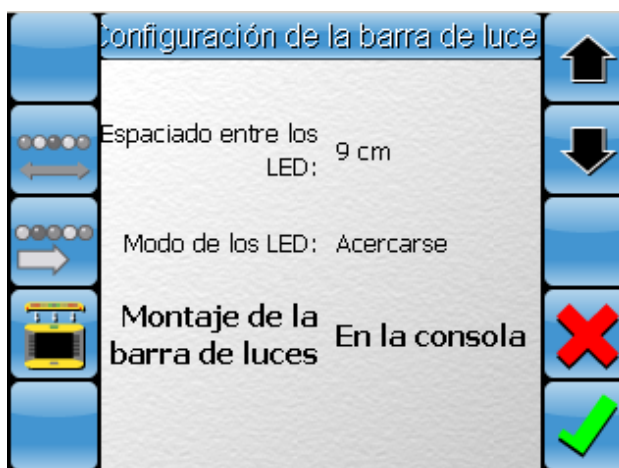 Configuración de la barra de luce
Espaciado entre los
LED:
9 cm
Modo de los LED: Acercarse
Montaje de la
barra de luces
En la consola